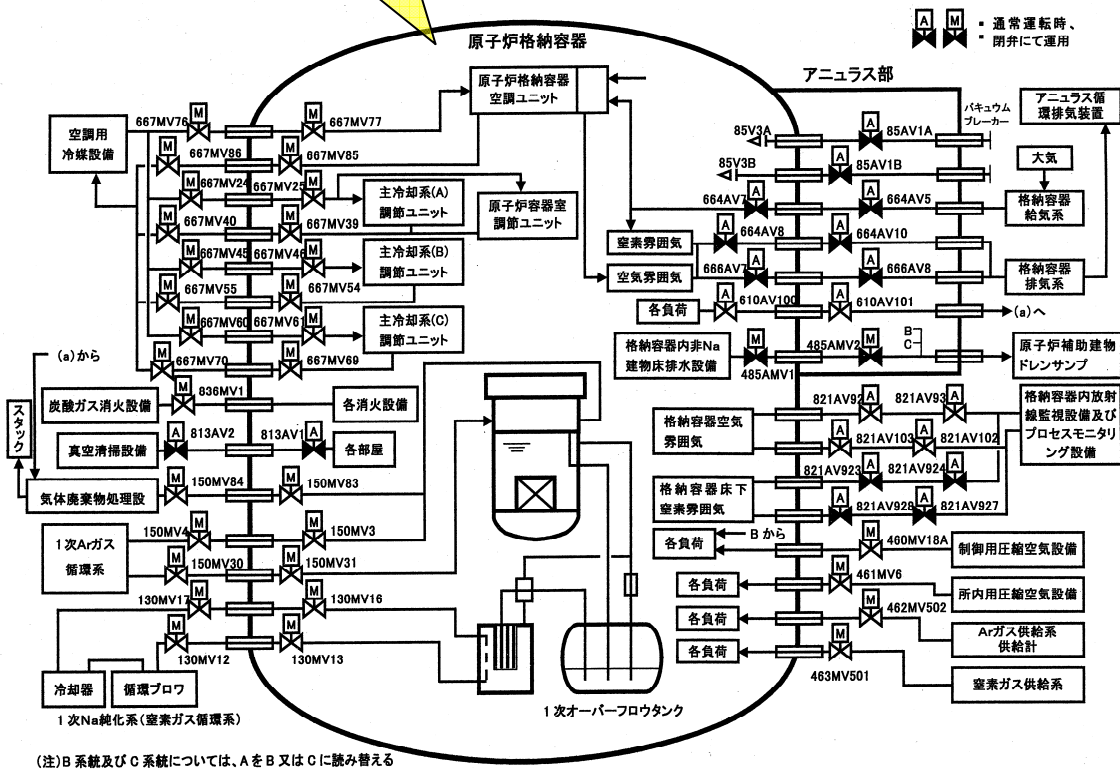 A M ▪ 通常運転時、
▪ 閉弁にて運用
原子炉格納容器
アニュラス部
原子炉格納容器
空調ユニット
バキュウム
ブレーカー
アニュラス循
環排気装置
大気
格納容器
給気系
格納容器
排気系
空調用
冷媒設備
667MV76
667MV77
667MV86
667MV85
667MV24
667MV25
667MV40
667MV39
667MV45
667MV46
667MV55
667MV54
667MV60
667MV61
667MV70
667MV69
主冷却系(A)
調節ユニット
主冷却系(B)
調節ユニット
主冷却系(C)
調節ユニット
原子炉容器室
調節ユニット
85V3A
85AV1A
85V3B
85AV1B
664AV7
664AV5
664AV8
664AV10
666AV7
666AV8
610AV100
610AV101
窒素雰囲気
空気雰囲気
各負荷
(a)へ
格納容器内非Na
建物床排水設備
485AMV1
485AMV2
B
C
原子炉補助建物
ドレンサンプ
(a)から
スタック
炭酸ガス消火設備
836MV1
各消火設備
真空清掃設備
813AV2
813AV1
各部屋
気体廃棄物処理設
150MV84
150MV83
1次Arガス
循環系
150MV4
150MV3
150MV30
150MV31
130MV17
130MV16
130MV12
130MV13
冷却器
循環ブロワ
1次Na純化系(窒素ガス循環系)
1次オーバーフロウタンク
格納容器空気
雰囲気
821AV92
821AV93
821AV103
821AV102
格納容器床下
窒素雰囲気
821AV923
821AV924
821AV928
821AV927
格納容器内放射
線監視設備及び
プロセスモニタリ
ング設備
各負荷
Bから
460MV18A
制御用圧縮空気設備
各負荷
461MV6
所内用圧縮空気設備
各負荷
462MV502
Arガス供給系
供給計
各負荷
463MV501
窒素ガス供給系
(注)B系統及びC系統については、AをB又はCに読み替える